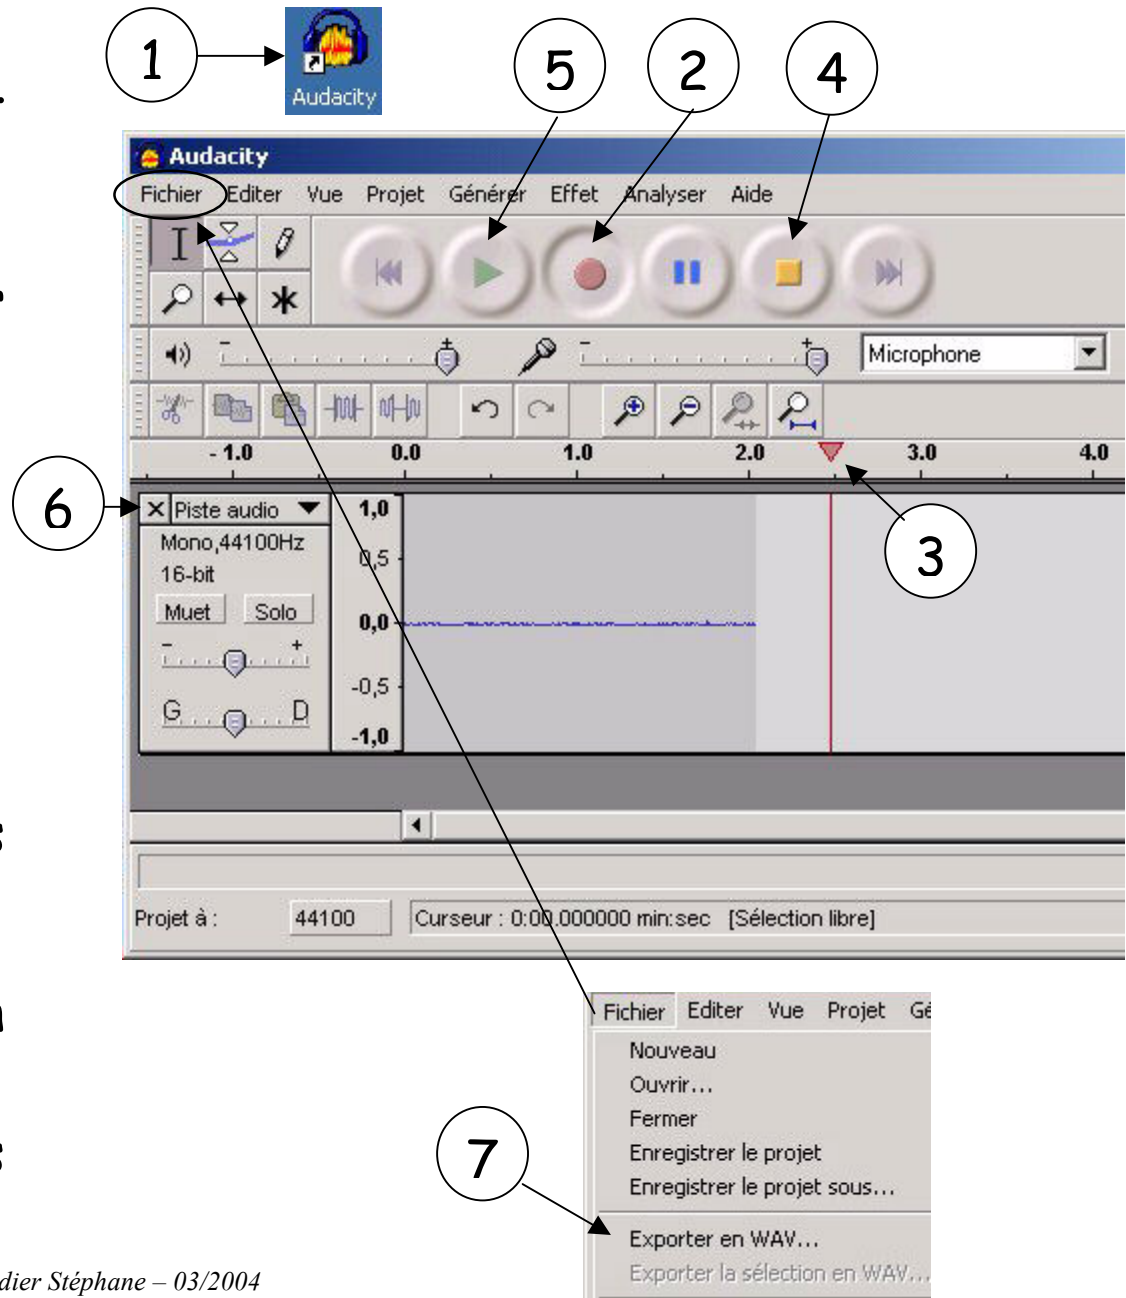 1
Audacity
5
2
4
Audacity
Fichier Editer Vue Projet Générer Effet Analyser Aide
Microphone
- 1.0 0.0 1.0 2.0 3.0 4.0
6
3
X Piste audio
Mono,44100Hz
16-bit
Muet Solo
- +
G D
1,0
0,5
0,0
-0,5
-1,0
Projet à : 44100 Curseur : 0:00.000000 min:sec [Sélection libre]
Fichier Editer Vue Projet Gé
Nouveau
Ouvrir...
Fermer
Enregistrer le projet
Enregistrer le projet sous...
7
Exporter en WAV...
Exporter la sélection en WAV...
dier Stéphane – 03/2004